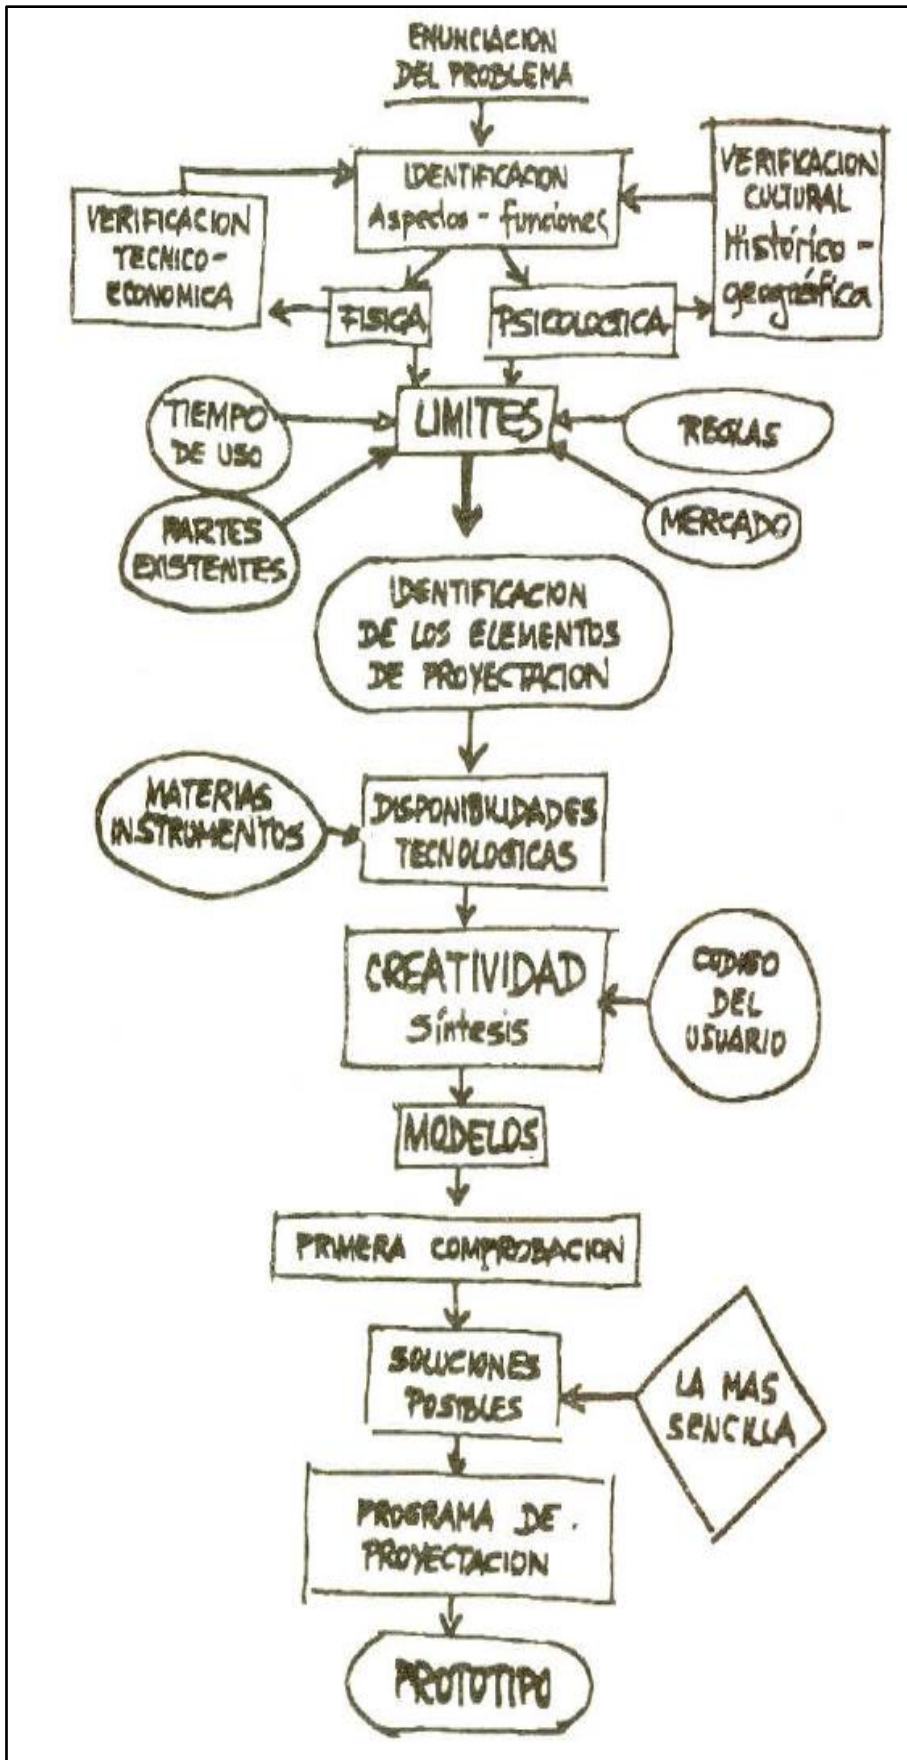 ENUNCIACION
DEL PROBLEMA
IDENTIFICACION
Aspectos - funciones
VERIFICACION
TECNICO -
ECONOMICA
VERIFICACION
CULTURAL
Histórico -
geográfica
FISICA
PSICOLOGICA
LIMITES
TIEMPO
DE USO
REGLAS
PARTES
EXISTENTES
MERCADO
IDENTIFICACION
DE LOS ELEMENTOS
DE PROYECTACION
MATERIAS
INSTRUMENTOS
DISPONIBILIDADES
TECNOLOGICAS
CREATIVIDAD
Síntesis
CODIGO
DEL
USUARIO
MODELOS
PRIMERA COMPROBACION
SOLUCIONES
POSIBLES
LA MAS
SENCILLA
PROGRAMA DE
PROYECTACION
PROTOTIPO